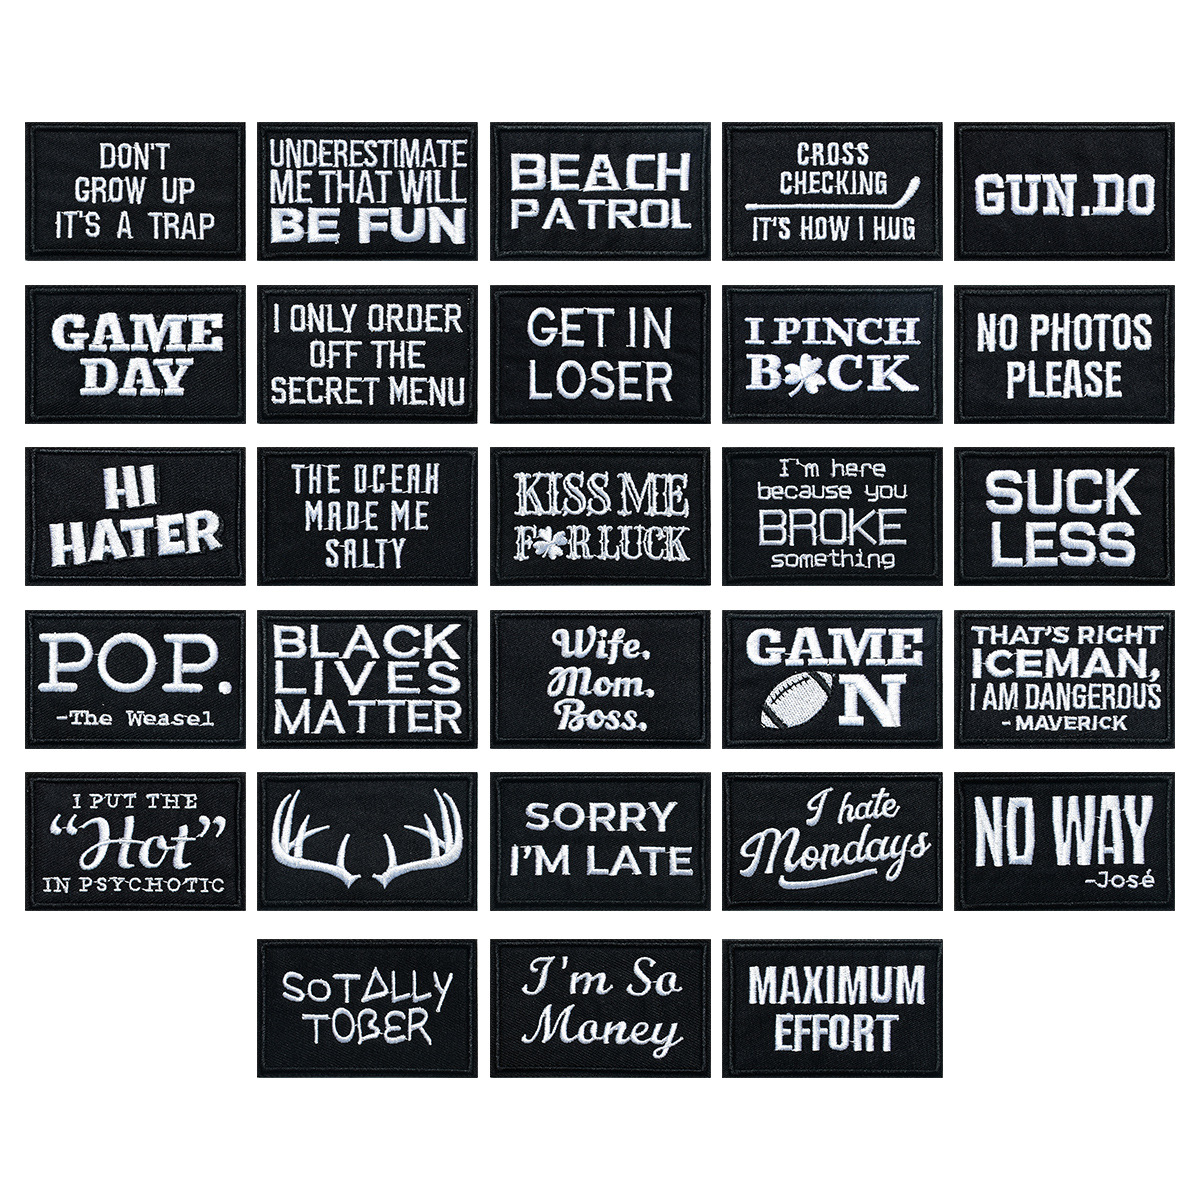 DON'T
GROW UP
IT'S A TRAP
UNDERESTIMATE
ME THAT W1LL
BE FUN
BEACH
PATROL
CROSS
CHECKING
IT'S HOW I HUG
GUN.DO
GAME
DAY
I ONLY ORDER
OFF THE
SECRET MENU
GET IN
LOSER
I PINCH
B☘CK
NO PHOTOS
PLEASE
HI
HATER
THE OCEAN
MADE ME
SALTY
KISS ME
F☘R LUCK
I'm here
because you
BROKE
something
SUCK
LESS
POP.
-The Weasel
BLACK
LIVES
MATTER
Wife.
Mom.
Boss.
GAME
ON
THAT'S RIGHT
ICEMAN,
I AM DANGEROUS
- MAVERICK
I PUT THE
“Hot”
IN PSYCHOTIC
SORRY
I'M LATE
I hate
Mondays
NO WAY
-José
SOTALLY
TOBER
I'm So
Money
MAXIMUM
EFFORT